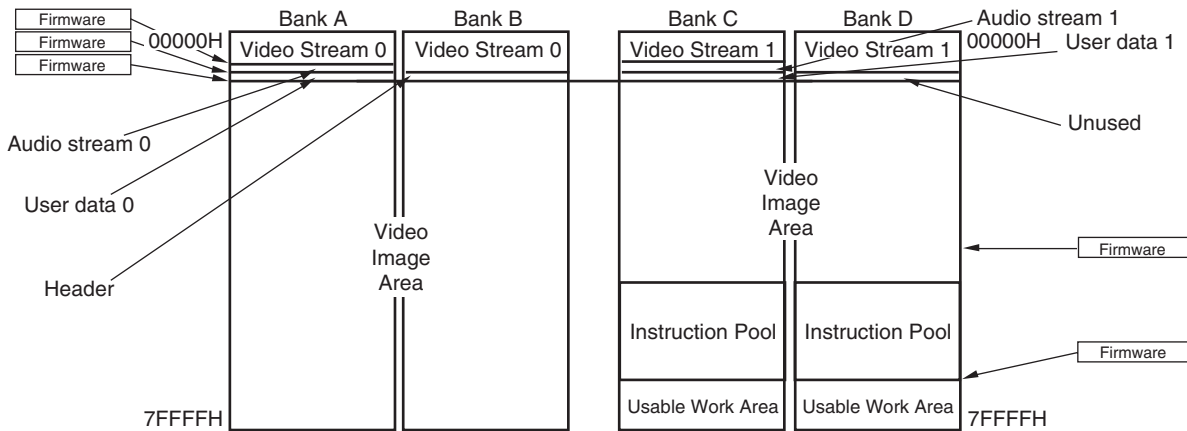 Bank A
Bank B
Bank C
Bank D
Firmware
Firmware
Firmware
00000H
Video Stream 0
Video Stream 0
Video Stream 1
Video Stream 1
00000H
Audio stream 1
User data 1
Unused
Audio stream 0
User data 0
Header
Video
Image
Area
Video
Image
Area
Firmware
Instruction Pool
Instruction Pool
Firmware
Usable Work Area
Usable Work Area
7FFFFH
7FFFFH